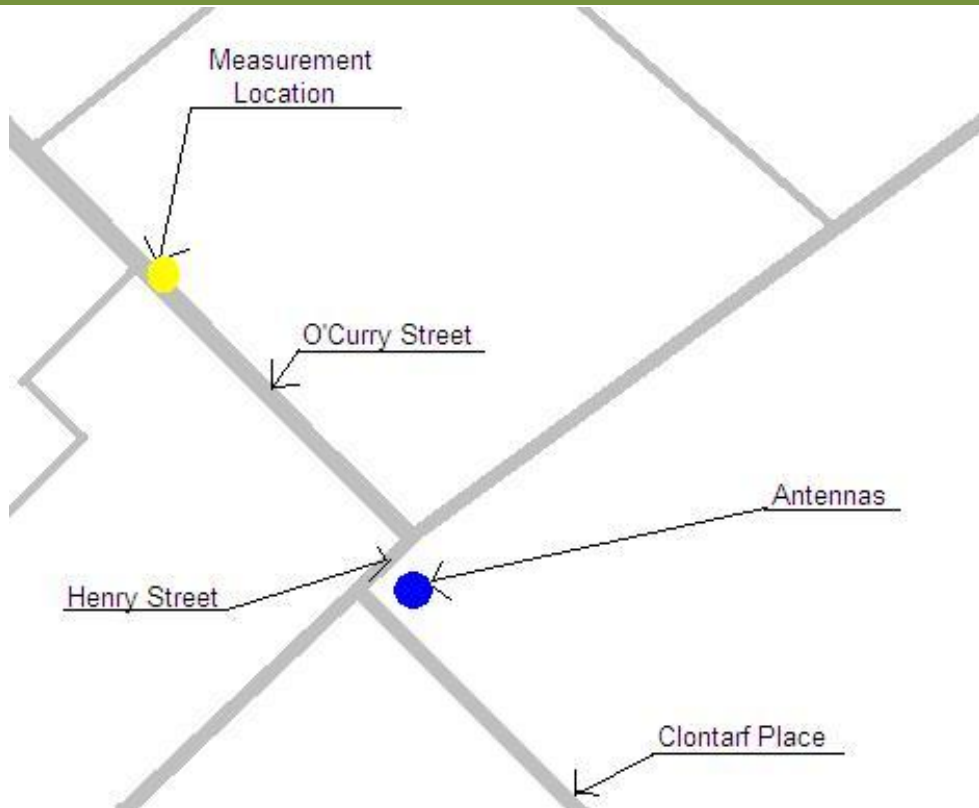 Measurement
Location
O'Curry Street
Antennas
Henry Street
Clontarf Place